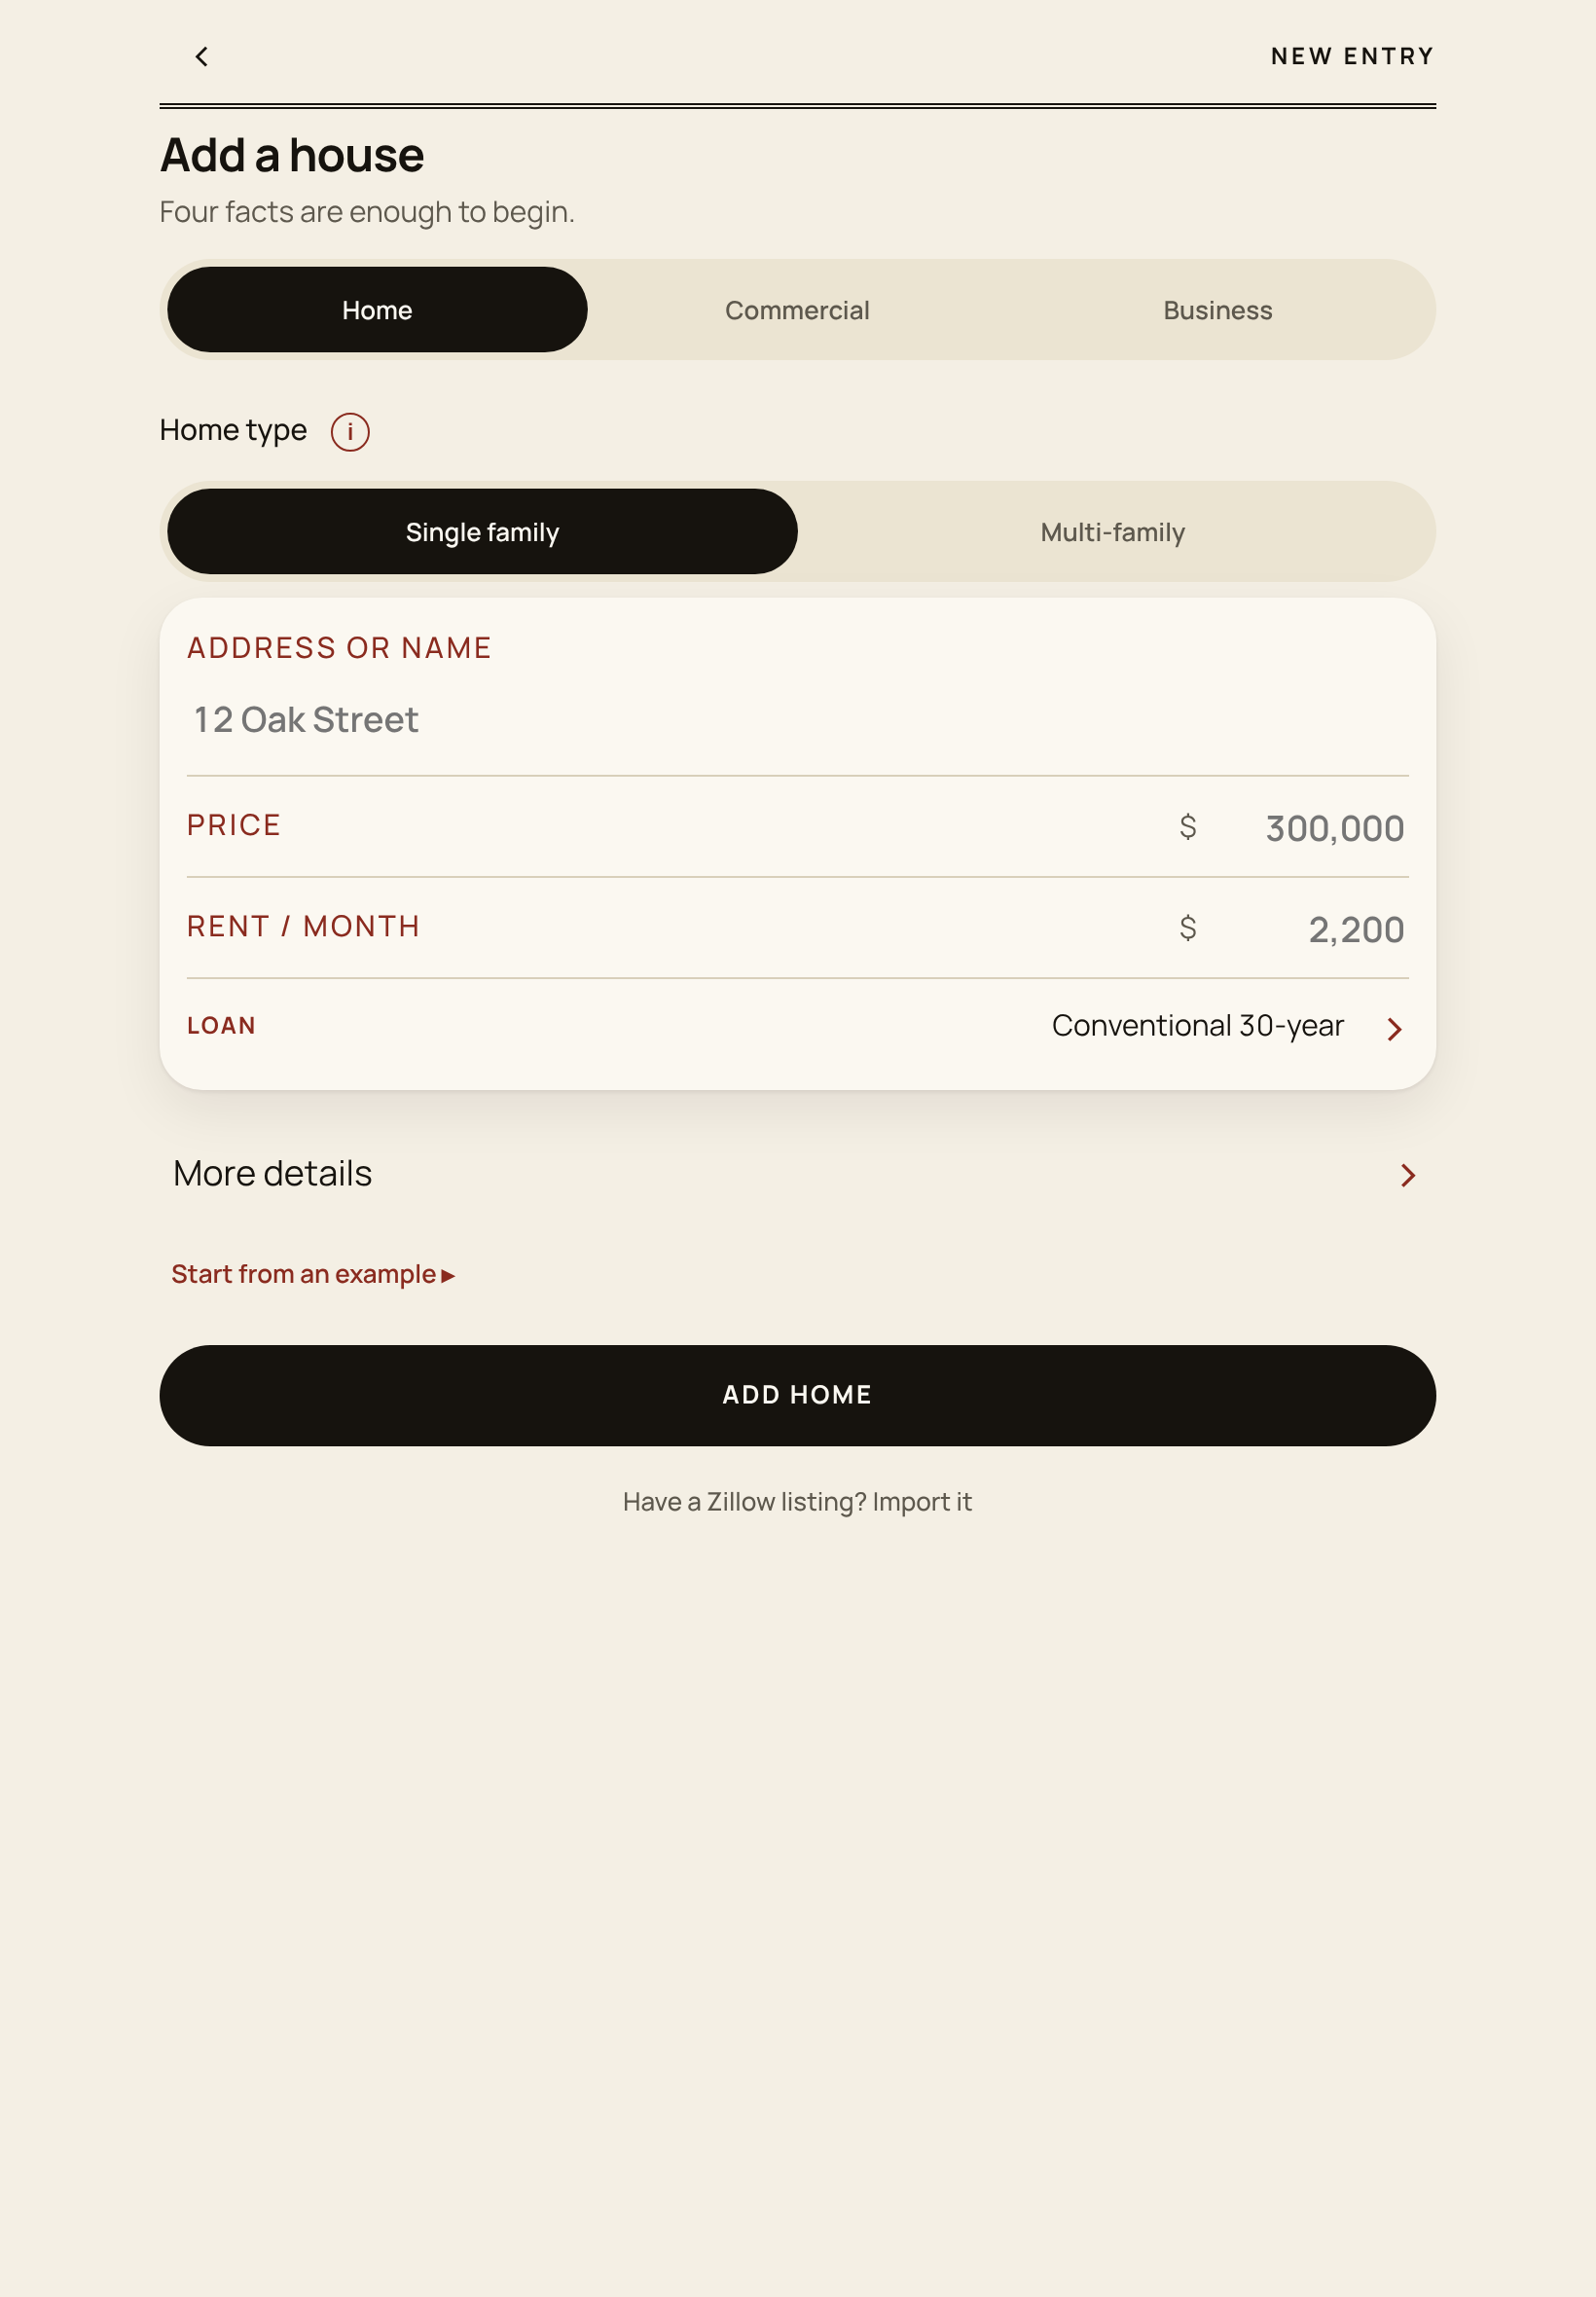 NEW ENTRY
Add a house
Four facts are enough to begin.
Home Commercial Business
Home type i
Single family Multi-family
ADDRESS OR NAME
12 Oak Street
PRICE $ 300,000
RENT / MONTH $ 2,200
LOAN Conventional 30-year
More details
Start from an example ▸
ADD HOME
Have a Zillow listing? Import it